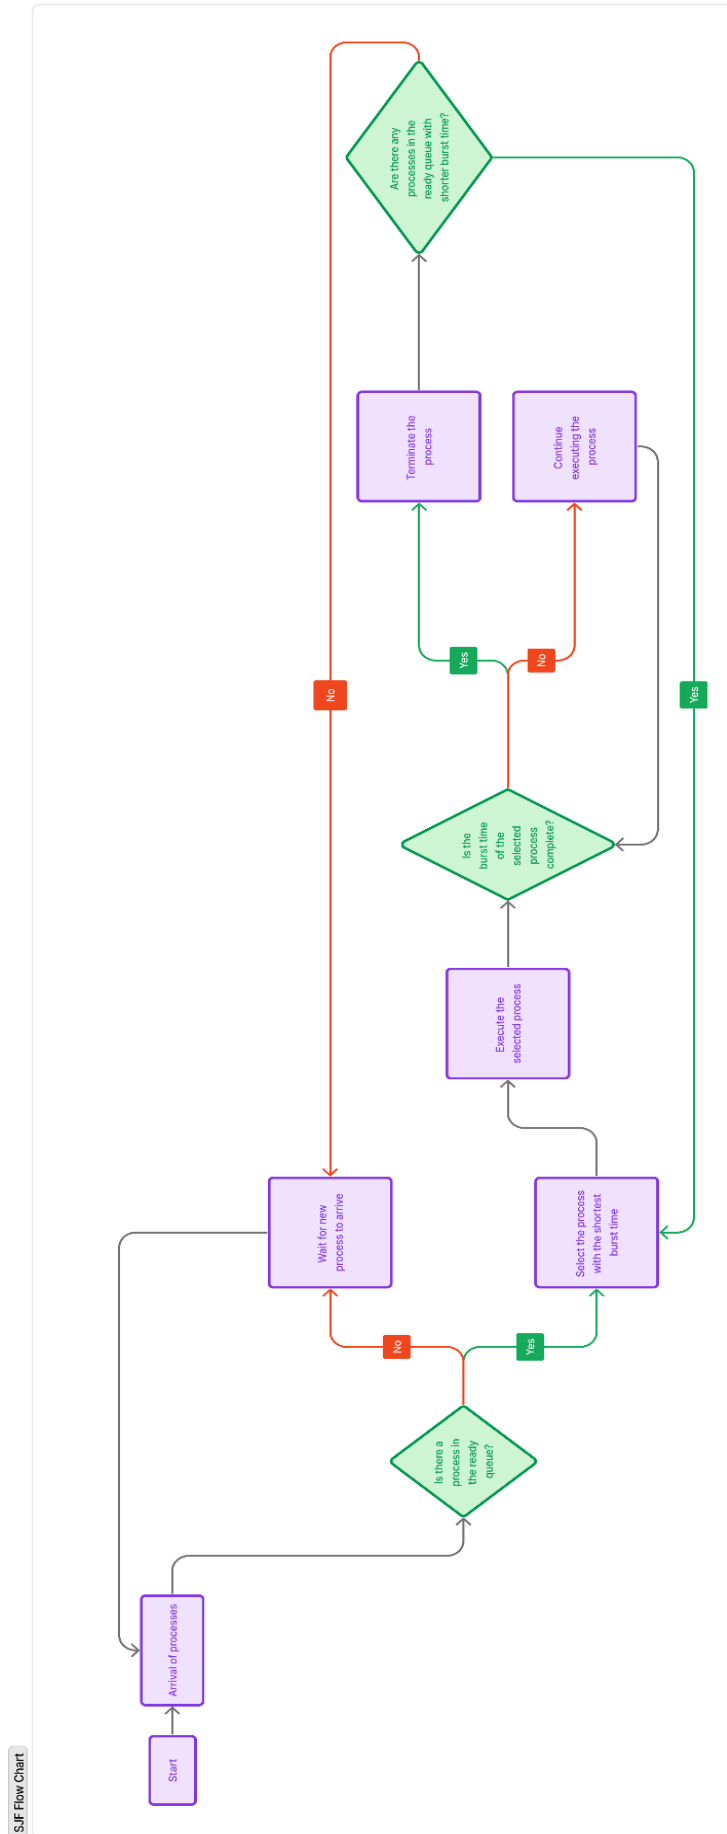 SJF Flow Chart
Start
Arrival of processes
Is there a
process in
the ready
queue?
No
Yes
Wait for new
process to arrive
Select the process
with the shortest
burst time
Execute the
selected process
Is the
burst time
of the
selected
process
complete?
Yes
No
Terminate the
process
Continue
executing the
process
Are there any
processes in the
ready queue with
shorter burst time?
No
Yes